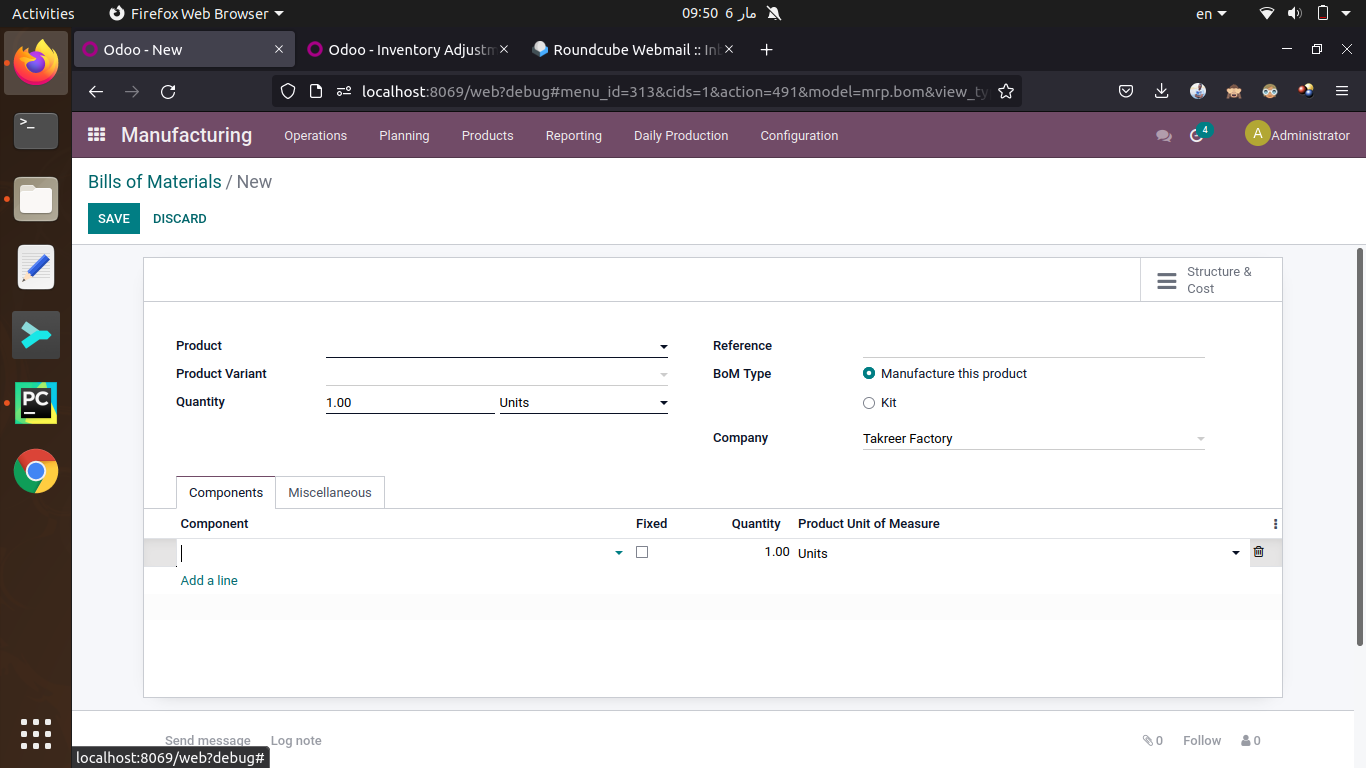 Activities Firefox Web Browser 09:50 6 مار en
Odoo - New Odoo - Inventory Adjustm Roundcube Webmail :: In
localhost:8069/web?debug#menu_id=313&cids=1&action=491&model=mrp.bom&view_ty
Manufacturing Operations Planning Products Reporting Daily Production Configuration 4 A Administrator
Bills of Materials / New
SAVE DISCARD
Structure &
Cost
Product Reference
Product Variant BoM Type Manufacture this product
Quantity 1.00 Units Kit
Company Takreer Factory
Components Miscellaneous
Component Fixed Quantity Product Unit of Measure
1.00 Units
Add a line
Send message Log note 0 Follow 0
localhost:8069/web?debug#
PC
>_